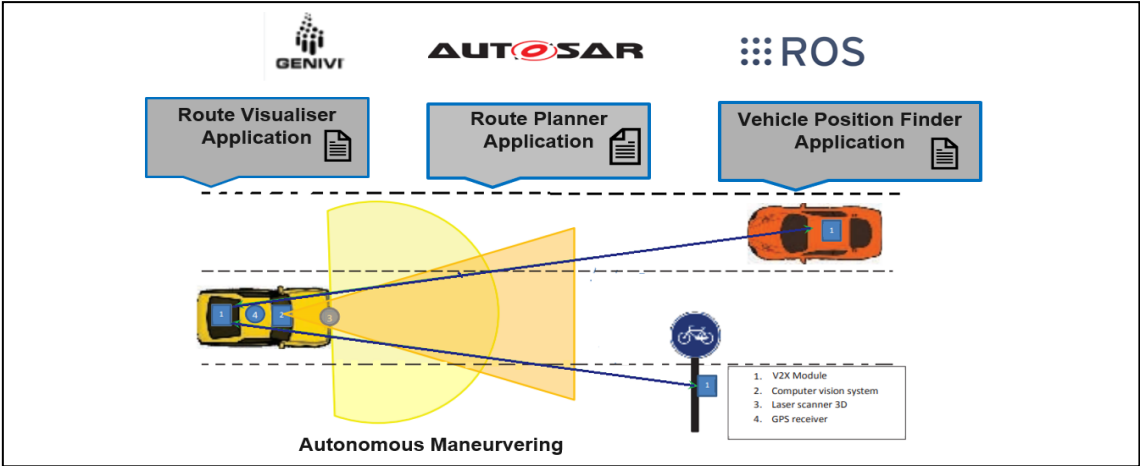 GENIVI
AUTOSAR
ROS
Route Visualiser
Application
Route Planner
Application
Vehicle Position Finder
Application
1
1
4
2
3
1
1. V2X Module
2. Computer vision system
3. Laser scanner 3D
4. GPS receiver
Autonomous Maneurvering